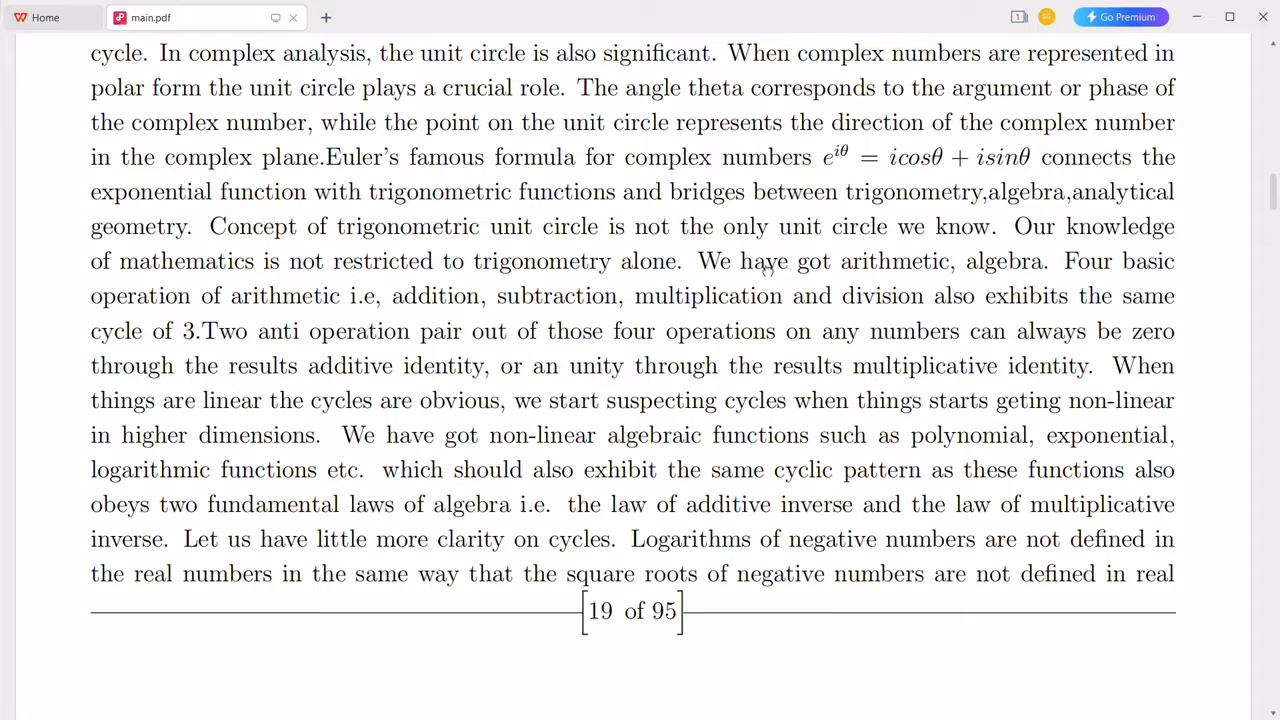 Home
main.pdf
1
SG
Go Premium
cycle. In complex analysis, the unit circle is also significant. When complex numbers are represented in
polar form the unit circle plays a crucial role. The angle theta corresponds to the argument or phase of
the complex number, while the point on the unit circle represents the direction of the complex number
in the complex plane.Euler's famous formula for complex numbers e^{iθ} = icosθ + isinθ connects the
exponential function with trigonometric functions and bridges between trigonometry,algebra,analytical
geometry. Concept of trigonometric unit circle is not the only unit circle we know. Our knowledge
of mathematics is not restricted to trigonometry alone. We have got arithmetic, algebra. Four basic
operation of arithmetic i.e, addition, subtraction, multiplication and division also exhibits the same
cycle of 3.Two anti operation pair out of those four operations on any numbers can always be zero
through the results additive identity, or an unity through the results multiplicative identity. When
things are linear the cycles are obvious, we start suspecting cycles when things starts geting non-linear
in higher dimensions. We have got non-linear algebraic functions such as polynomial, exponential,
logarithmic functions etc. which should also exhibit the same cyclic pattern as these functions also
obeys two fundamental laws of algebra i.e. the law of additive inverse and the law of multiplicative
inverse. Let us have little more clarity on cycles. Logarithms of negative numbers are not defined in
the real numbers in the same way that the square roots of negative numbers are not defined in real
[19 of 95]